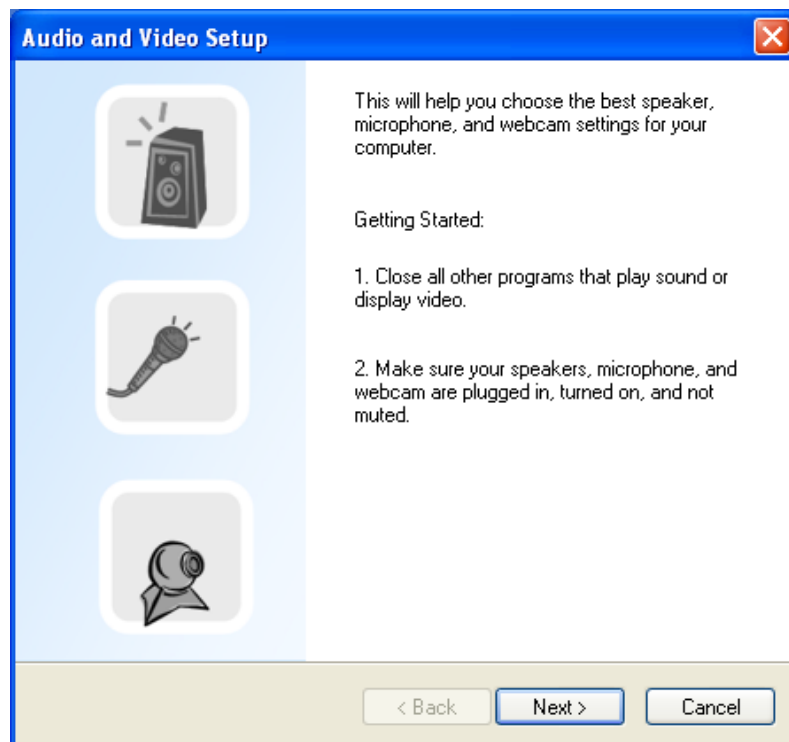 Audio and Video Setup
This will help you choose the best speaker,
microphone, and webcam settings for your
computer.
Getting Started:
1. Close all other programs that play sound or
display video.
2. Make sure your speakers, microphone, and
webcam are plugged in, turned on, and not
muted.
< Back
Next >
Cancel